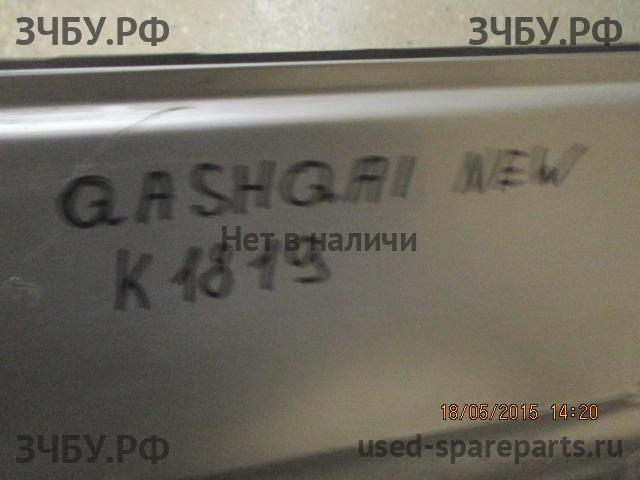 ЗЧБУ.РФ ЗЧБУ.РФ
QASHQAI NEW
Нет в наличи
K1819
18/05/2015 14:20
ЗЧБУ.РФ used-spareparts.ru